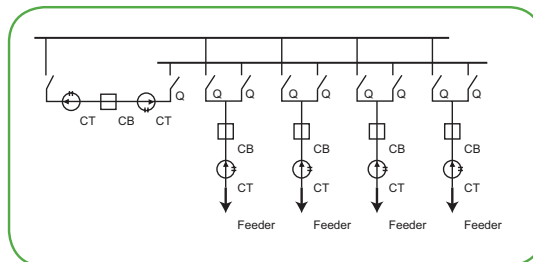 Q Q Q Q Q Q Q Q Q
CT CB CT
CB CB CB CB
CT CT CT CT
Feeder Feeder Feeder Feeder